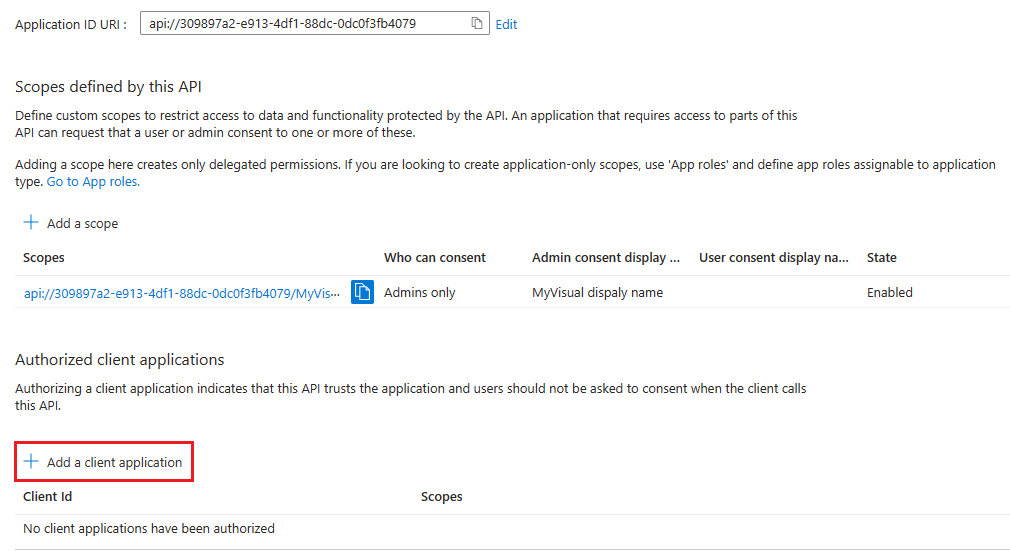 Application ID URI :  api://309897a2-e913-4df1-88dc-0dc0f3fb4079  Edit
Scopes defined by this API
Define custom scopes to restrict access to data and functionality protected by the API. An application that requires access to parts of this
API can request that a user or admin consent to one or more of these.
Adding a scope here creates only delegated permissions. If you are looking to create application-only scopes, use 'App roles' and define app roles assignable to application
type. Go to App roles.
Add a scope
Scopes  Who can consent  Admin consent display ...  User consent display na...  State
api://309897a2-e913-4df1-88dc-0dc0f3fb4079/MyVis...  Admins only  MyVisual dispaly name  Enabled
Authorized client applications
Authorizing a client application indicates that this API trusts the application and users should not be asked to consent when the client calls
this API.
Add a client application
Client Id  Scopes
No client applications have been authorized